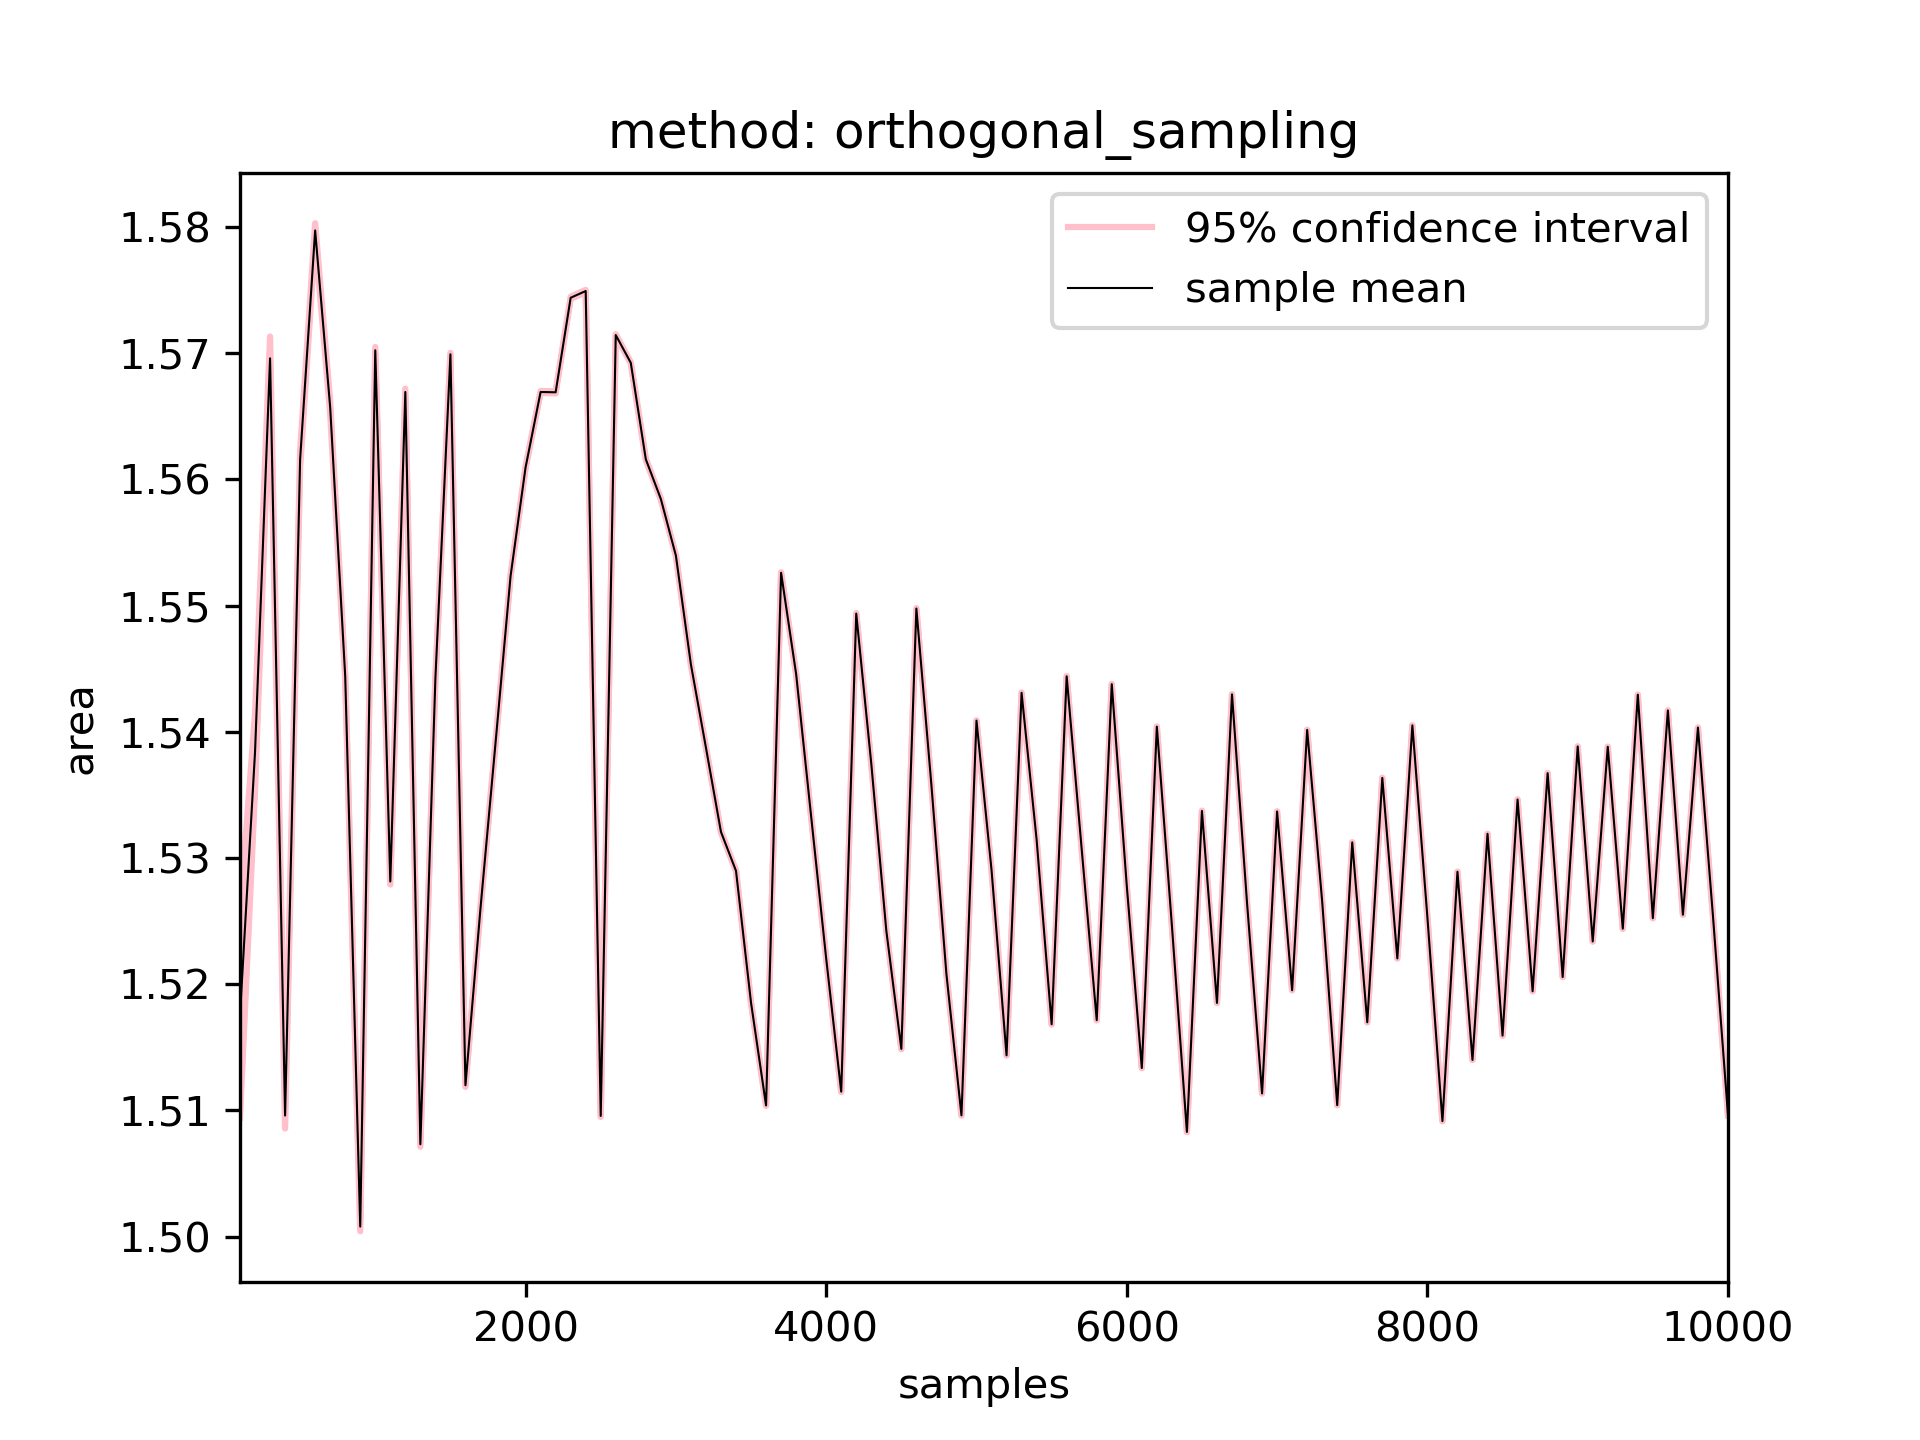 method: orthogonal_sampling
95% confidence interval
sample mean
1.58
1.57
1.56
1.55
1.54
1.53
1.52
1.51
1.50
area
2000
4000
6000
8000
10000
samples